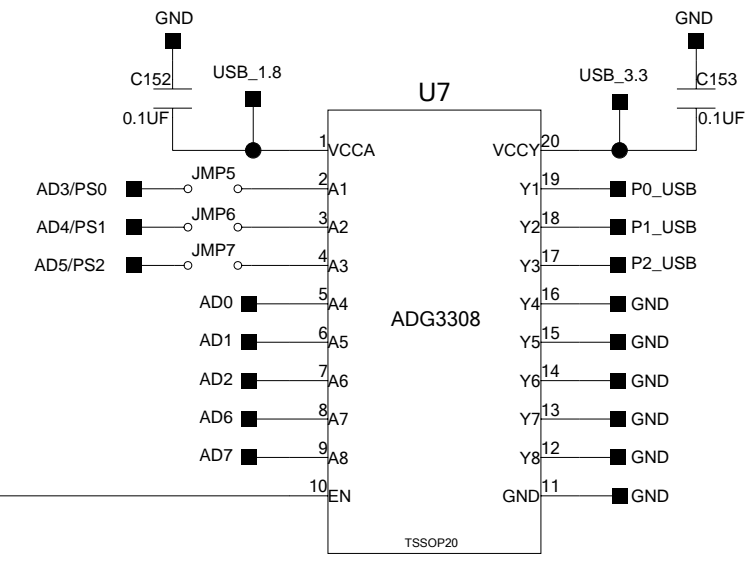 GND GND
C152 USB_1.8 USB_3.3 C153
0.1UF U7 0.1UF
1 VCCA VCCY 20
AD3/PS0 JMP5 2 A1 Y1 19 P0_USB
AD4/PS1 JMP6 3 A2 Y2 18 P1_USB
AD5/PS2 JMP7 4 A3 Y3 17 P2_USB
AD0 5 A4 ADG3308 Y4 16 GND
AD1 6 A5 Y5 15 GND
AD2 7 A6 Y6 14 GND
AD6 8 A7 Y7 13 GND
AD7 9 A8 Y8 12 GND
10 EN GND 11 GND
TSSOP20